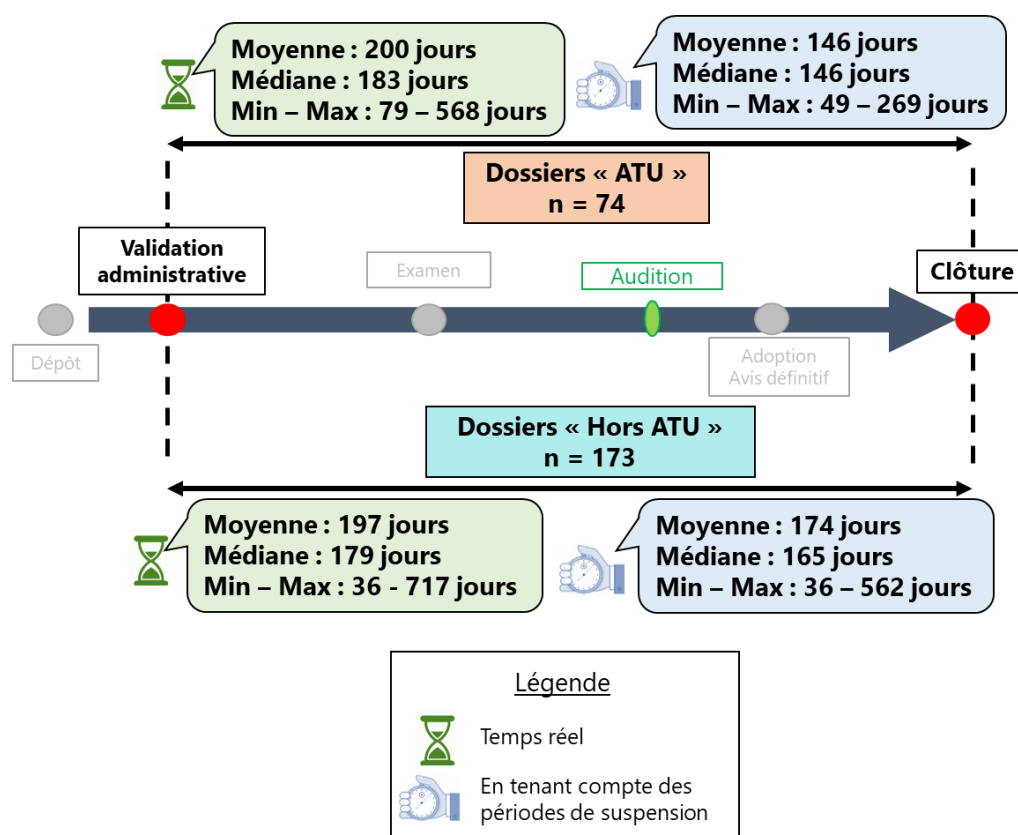 Moyenne : 200 jours
Médiane : 183 jours
Min – Max : 79 – 568 jours
Moyenne : 146 jours
Médiane : 146 jours
Min – Max : 49 – 269 jours
Dossiers « ATU »
n = 74
Validation
administrative
Examen
Audition
Clôture
Dépôt
Adoption
Avis définitif
Dossiers « Hors ATU »
n = 173
Moyenne : 197 jours
Médiane : 179 jours
Min – Max : 36 - 717 jours
Moyenne : 174 jours
Médiane : 165 jours
Min – Max : 36 – 562 jours
Légende
Temps réel
En tenant compte des
périodes de suspension